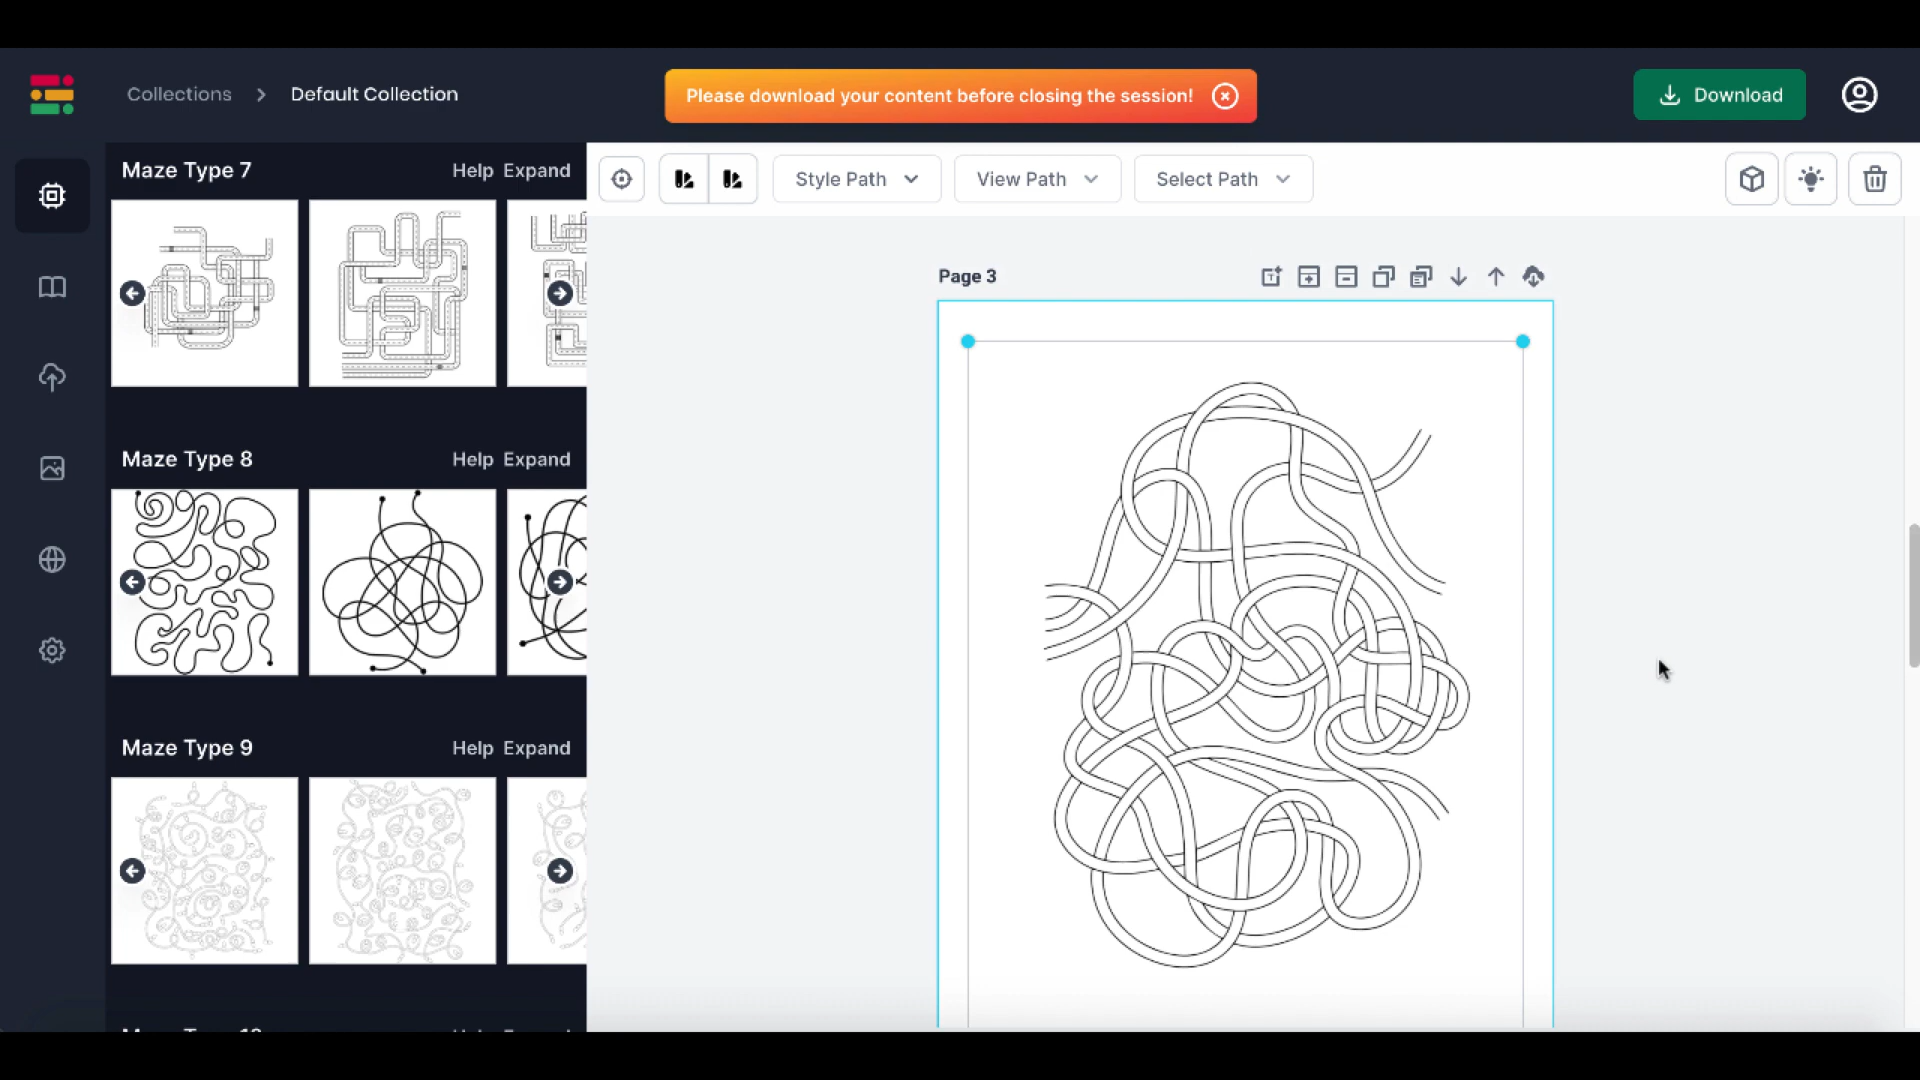 Collections
Default Collection
Please download your content before closing the session!
Download
Maze Type 7
Help Expand
Style Path
View Path
Select Path
Page 3
Maze Type 8
Help Expand
Maze Type 9
Help Expand